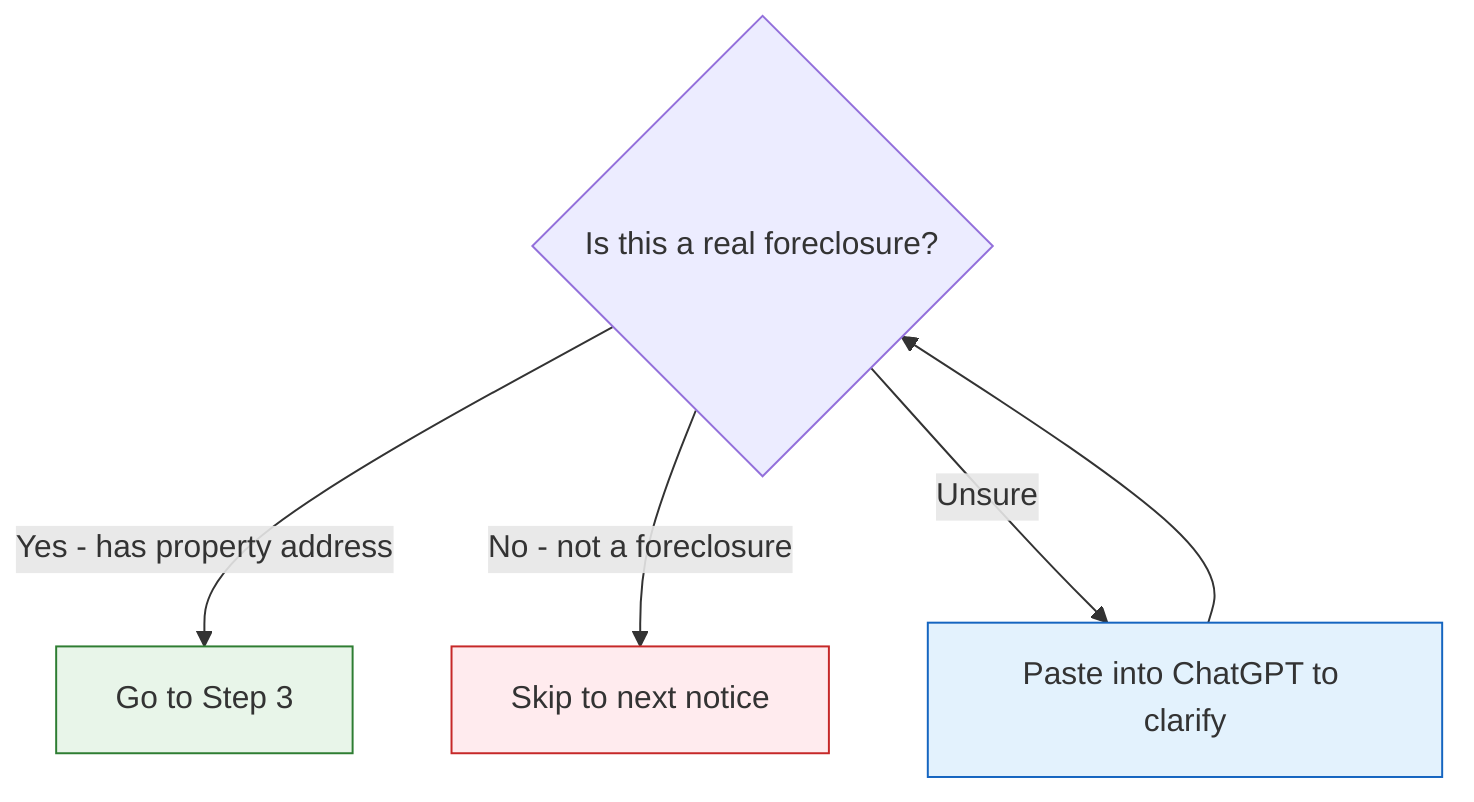 Is this a real foreclosure?
Unsure
Yes - has property address
No - not a foreclosure
Go to Step 3
Skip to next notice
Paste into ChatGPT to
clarify